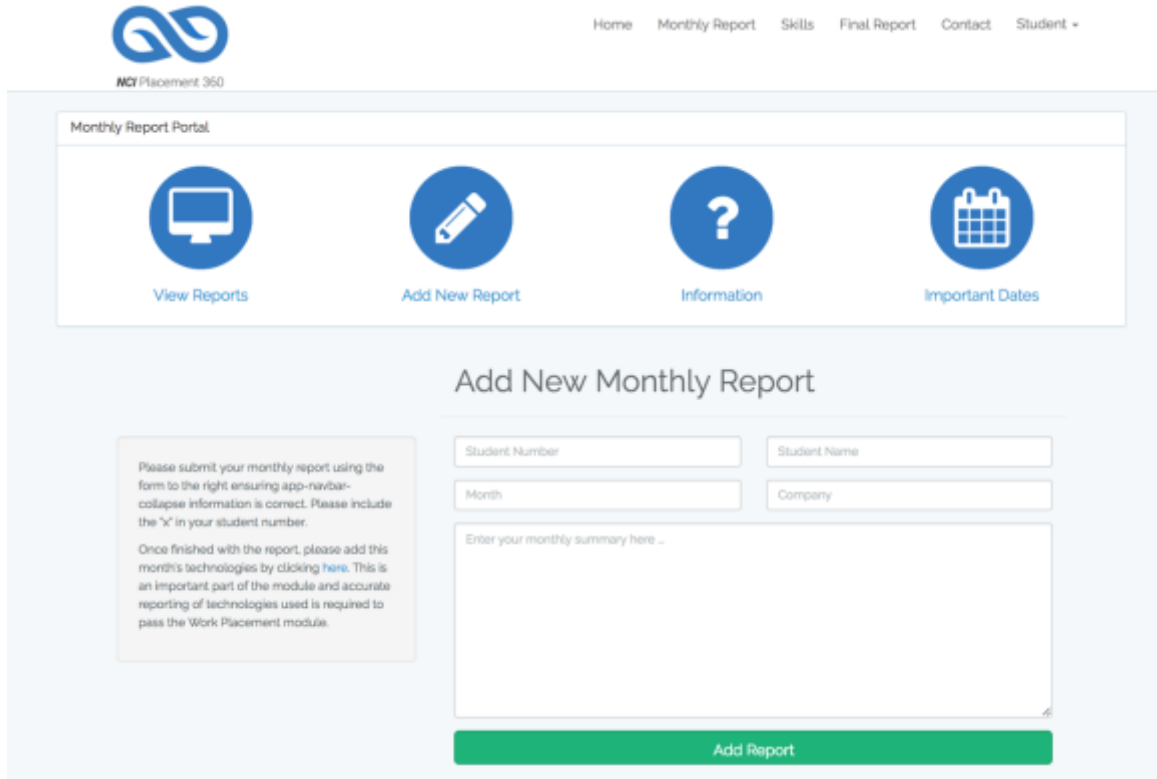 Home Monthly Report Skills Final Report Contact Student
NCI Placement 360
Monthly Report Portal
View Reports Add New Report Information Important Dates
Add New Monthly Report
Please submit your monthly report using the
form to the right ensuring app-navbar-
collapse information is correct. Please include
the "x" in your student number.
Once finished with the report, please add this
month's technologies by clicking here. This is
an important part of the module and accurate
reporting of technologies used is required to
pass the Work Placement module.
Student Number Student Name
Month Company
Enter your monthly summary here ...
Add Report